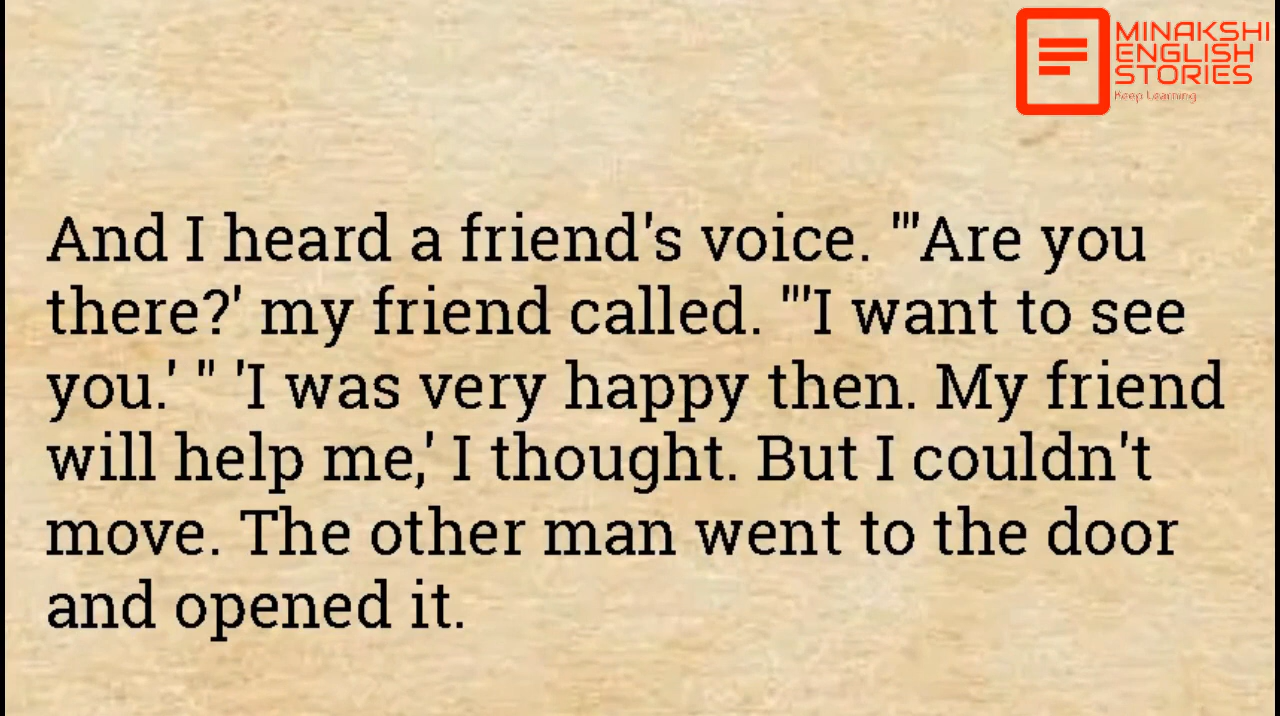 MINAKSHI
ENGLISH
STORIES
Keep Learning
And I heard a friend's voice. "'Are you
there?' my friend called. "'I want to see
you.' " 'I was very happy then. My friend
will help me,' I thought. But I couldn't
move. The other man went to the door
and opened it.